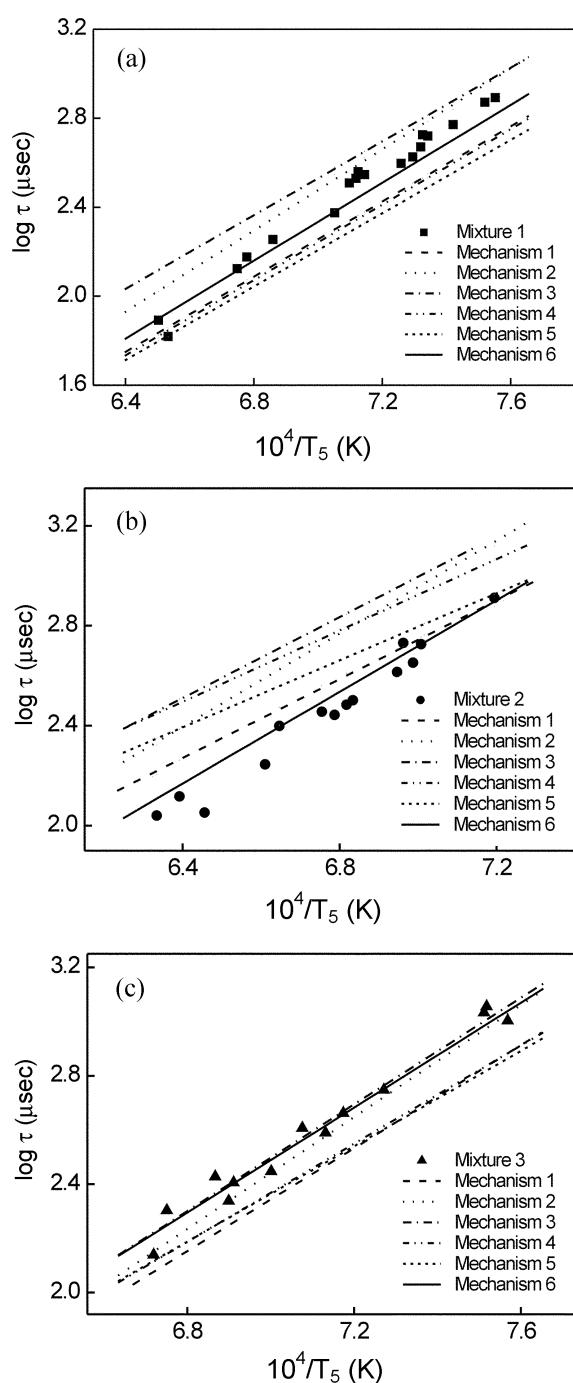 (a)
3.2
2.8
2.4
2.0
1.6
log τ (μsec)
Mixture 1
Mechanism 1
Mechanism 2
Mechanism 3
Mechanism 4
Mechanism 5
Mechanism 6
6.4 6.8 7.2 7.6
10⁴/T₅ (K)
(b)
3.2
2.8
2.4
2.0
log τ (μsec)
Mixture 2
Mechanism 1
Mechanism 2
Mechanism 3
Mechanism 4
Mechanism 5
Mechanism 6
6.4 6.8 7.2
10⁴/T₅ (K)
(c)
3.2
2.8
2.4
2.0
log τ (μsec)
Mixture 3
Mechanism 1
Mechanism 2
Mechanism 3
Mechanism 4
Mechanism 5
Mechanism 6
6.8 7.2 7.6
10⁴/T₅ (K)